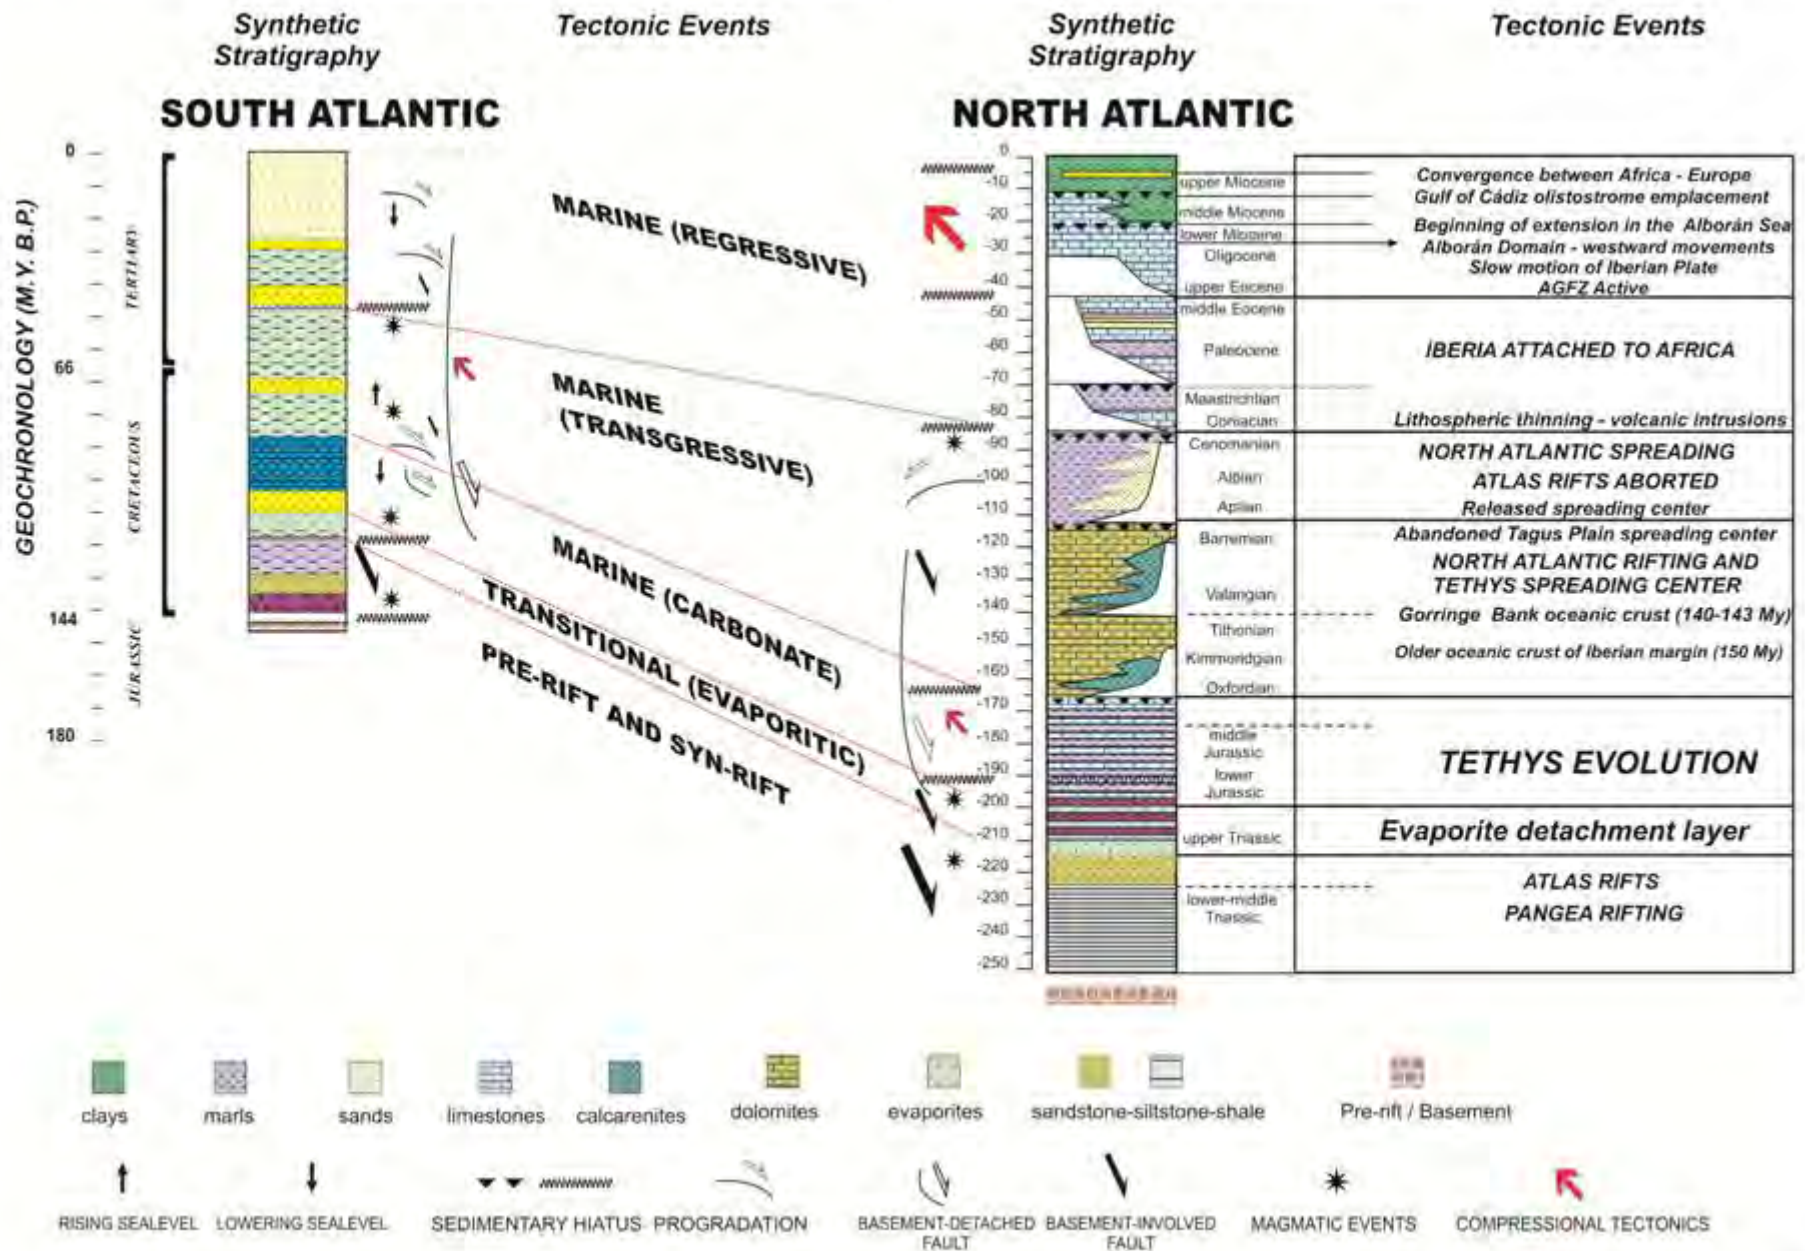 Synthetic
Stratigraphy
Tectonic Events
Synthetic
Stratigraphy
Tectonic Events
SOUTH ATLANTIC
NORTH ATLANTIC
GEOCHRONOLOGY (M.Y. B.P.)
0
66
144
180
TERTIARY
CRETACEOUS
JURASSIC
MARINE (REGRESSIVE)
MARINE
(TRANSGRESSIVE)
MARINE (CARBONATE)
TRANSITIONAL (EVAPORITIC)
PRE-RIFT AND SYN-RIFT
0
-10
-20
-30
-40
-50
-60
-70
-80
-90
-100
-110
-120
-130
-140
-150
-160
-170
-180
-190
-200
-210
-220
-230
-240
-250
upper Miocene
middle Miocene
lower Miocene
Oligocene
upper Eocene
middle Eocene
Paleocene
Maastrichtian
Coniacian
Cenomanian
Albian
Aptian
Barremian
Valangian
Tithonian
Kimmoridgian
Oxfordian
middle
Jurassic
lower
Jurassic
upper Triassic
lower-middle
Triassic
Convergence between Africa - Europe
Gulf of Cádiz olistostrome emplacement
Beginning of extension in the Alborán Sea
Alborán Domain - westward movements
Slow motion of Iberian Plate
AGFZ Active
IBERIA ATTACHED TO AFRICA
Lithospheric thinning - volcanic intrusions
NORTH ATLANTIC SPREADING
ATLAS RIFTS ABORTED
Released spreading center
Abandoned Tagus Plain spreading center
NORTH ATLANTIC RIFTING AND
TETHYS SPREADING CENTER
Gorringe Bank oceanic crust (140-143 My)
Older oceanic crust of iberian margin (150 My)
TETHYS EVOLUTION
Evaporite detachment layer
ATLAS RIFTS
PANGEA RIFTING
clays
marls
sands
limestones
calcarenites
dolomites
evaporites
sandstone-siltstone-shale
Pre-rift / Basement
RISING SEALEVEL
LOWERING SEALEVEL
SEDIMENTARY HIATUS
PROGRADATION
BASEMENT-DETACHED
FAULT
BASEMENT-INVOLVED
FAULT
MAGMATIC EVENTS
COMPRESSIONAL TECTONICS